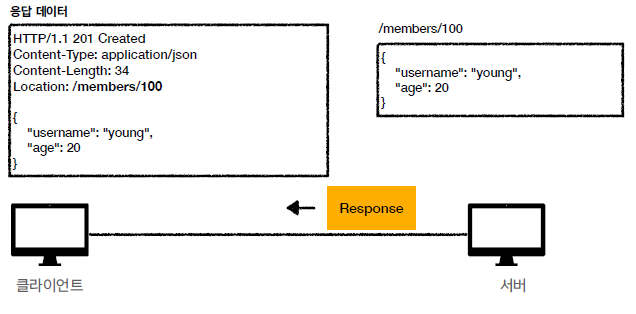 응답 데이터
HTTP/1.1 201 Created
Content-Type: application/json
Content-Length: 34
Location: /members/100
{
"username": "young",
"age": 20
}
/members/100
{
"username": "young",
"age": 20
}
Response
클라이언트
서버